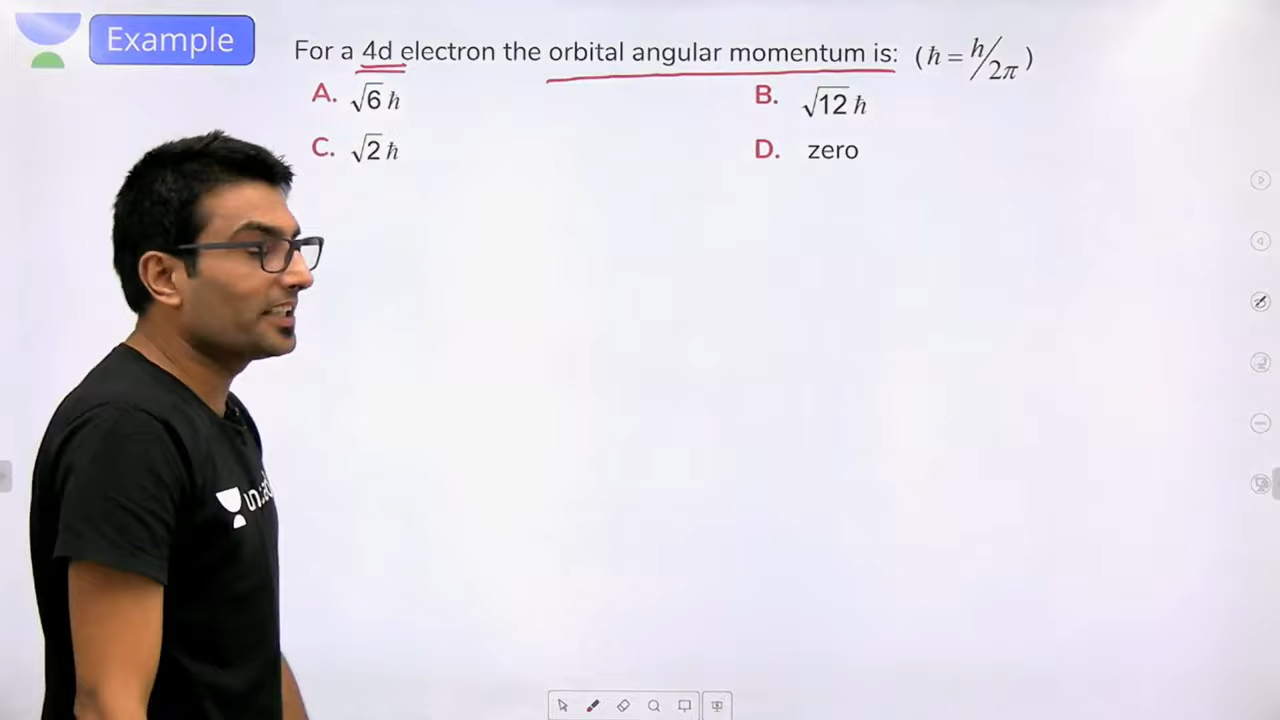 Example
For a 4d electron the orbital angular momentum is: (ħ = h/2π)
A. √6 ħ
B. √12 ħ
C. √2 ħ
D. zero